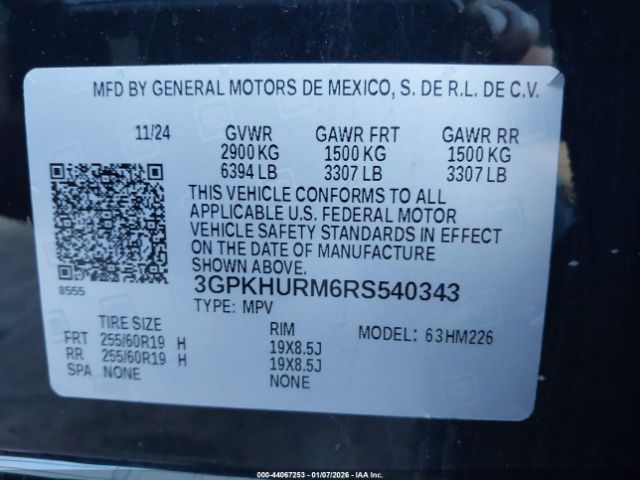 MFD BY GENERAL MOTORS DE MEXICO, S. DE R.L. DE C.V.
11/24 GVWR GAWR FRT GAWR RR
2900 KG 1500 KG 1500 KG
6394 LB 3307 LB 3307 LB
THIS VEHICLE CONFORMS TO ALL
APPLICABLE U.S. FEDERAL MOTOR
VEHICLE SAFETY STANDARDS IN EFFECT
ON THE DATE OF MANUFACTURE
SHOWN ABOVE.
8555
3GPKHURM6RS540343
TYPE: MPV
TIRE SIZE RIM MODEL: 63HM226
FRT 255/60R19 H 19X8.5J
RR 255/60R19 H 19X8.5J
SPA NONE NONE
000-44067253 - 01/07/2026 - IAA Inc.